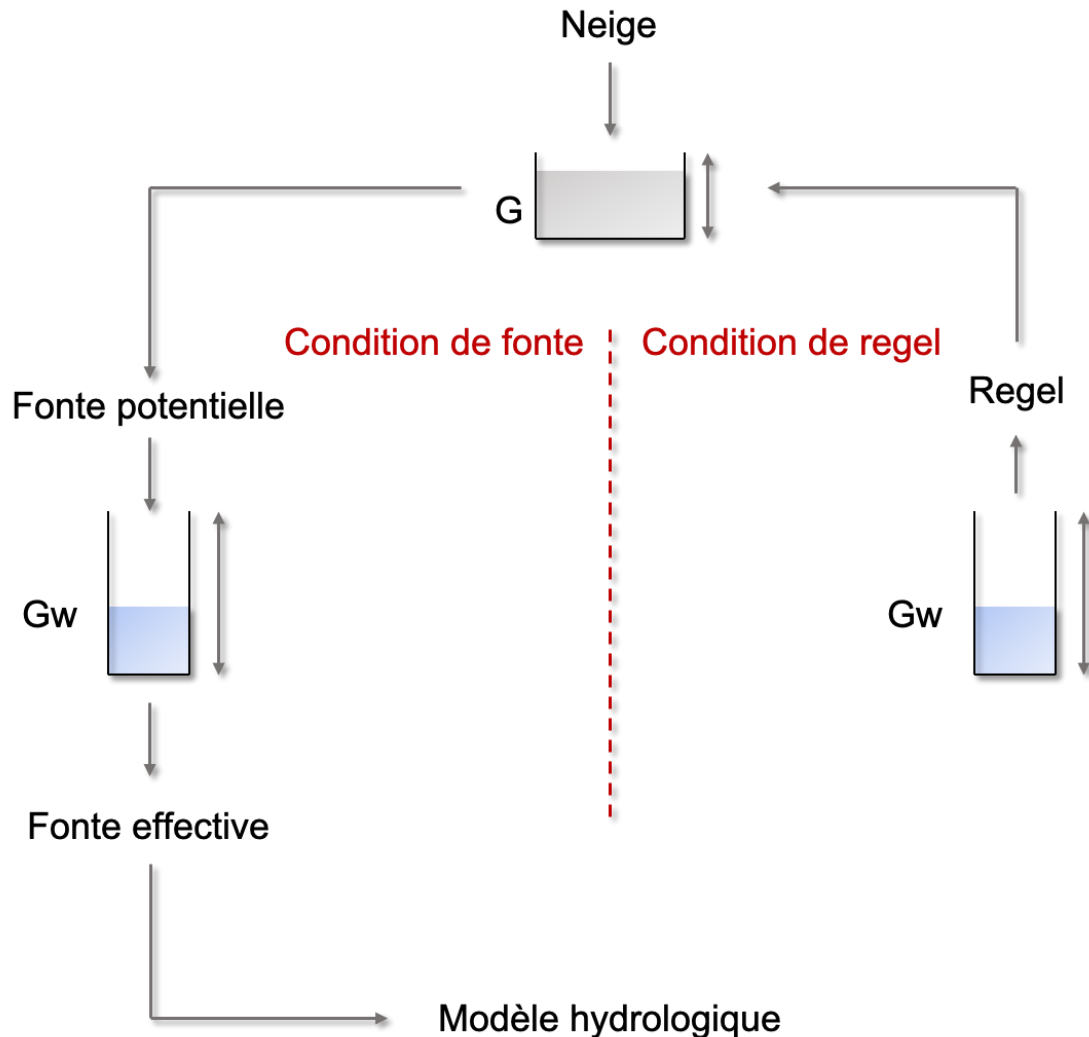 Neige
G
Condition de fonte
Condition de regel
Fonte potentielle
Regel
Gw
Gw
Fonte effective
Modèle hydrologique